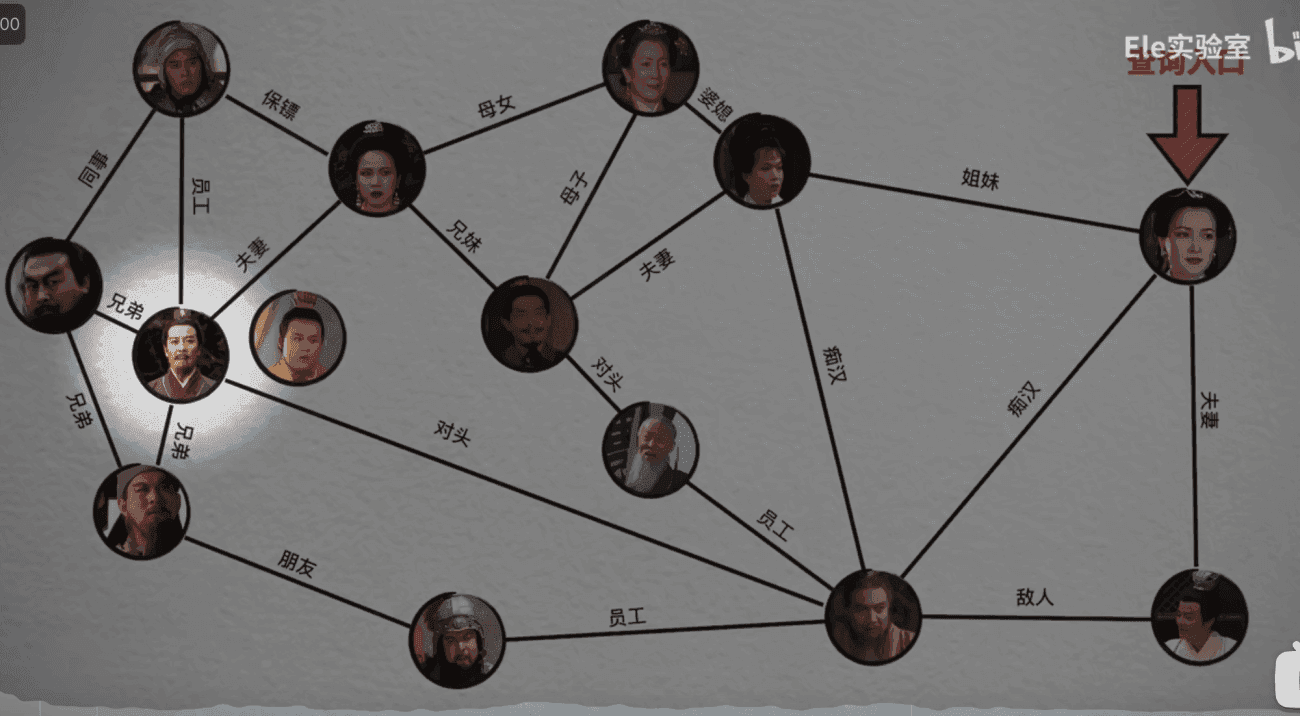 00
Ele实验室
查询入口
保镖
母女
婆媳
同事
员工
母子
姐妹
夫妻
兄妹
夫妻
兄弟
对头
痴汉
痴汉
夫妻
兄弟
兄弟
对头
员工
朋友
员工
敌人